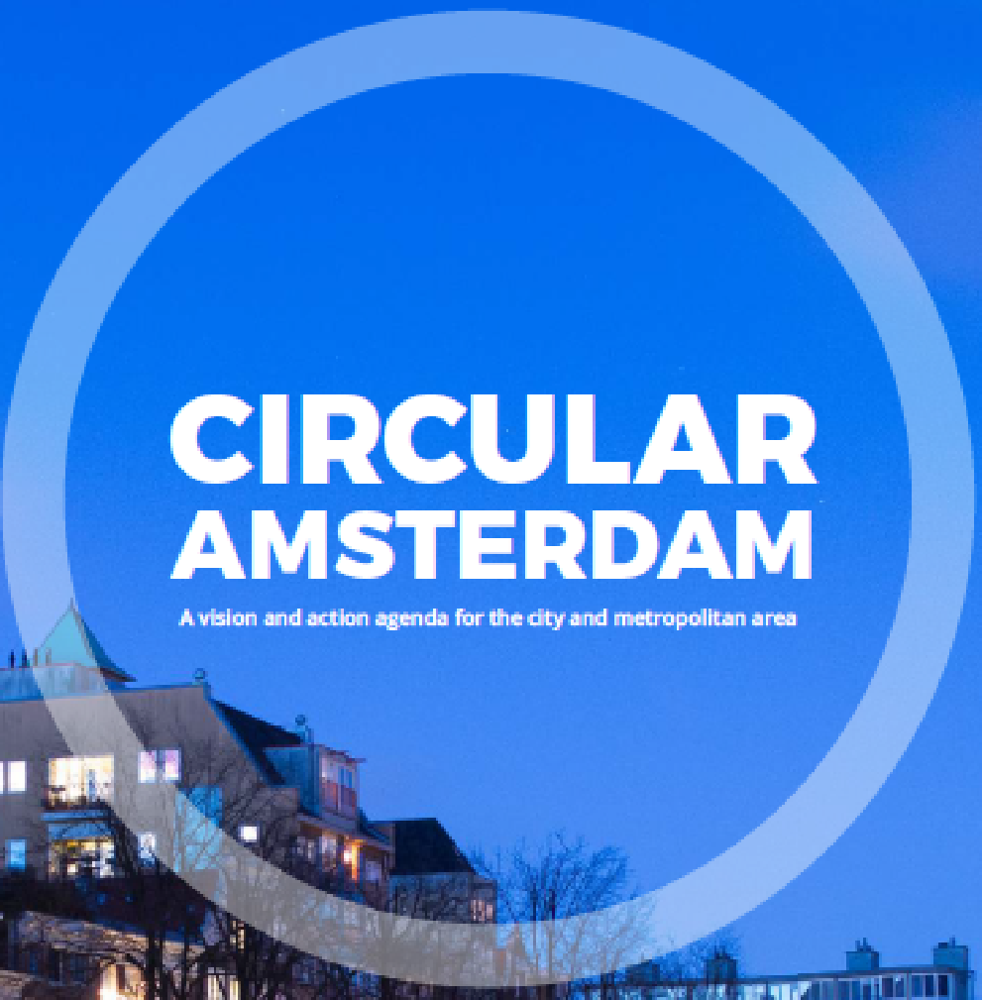 CIRCULAR
AMSTERDAM
A vision and action agenda for the city and metropolitan area